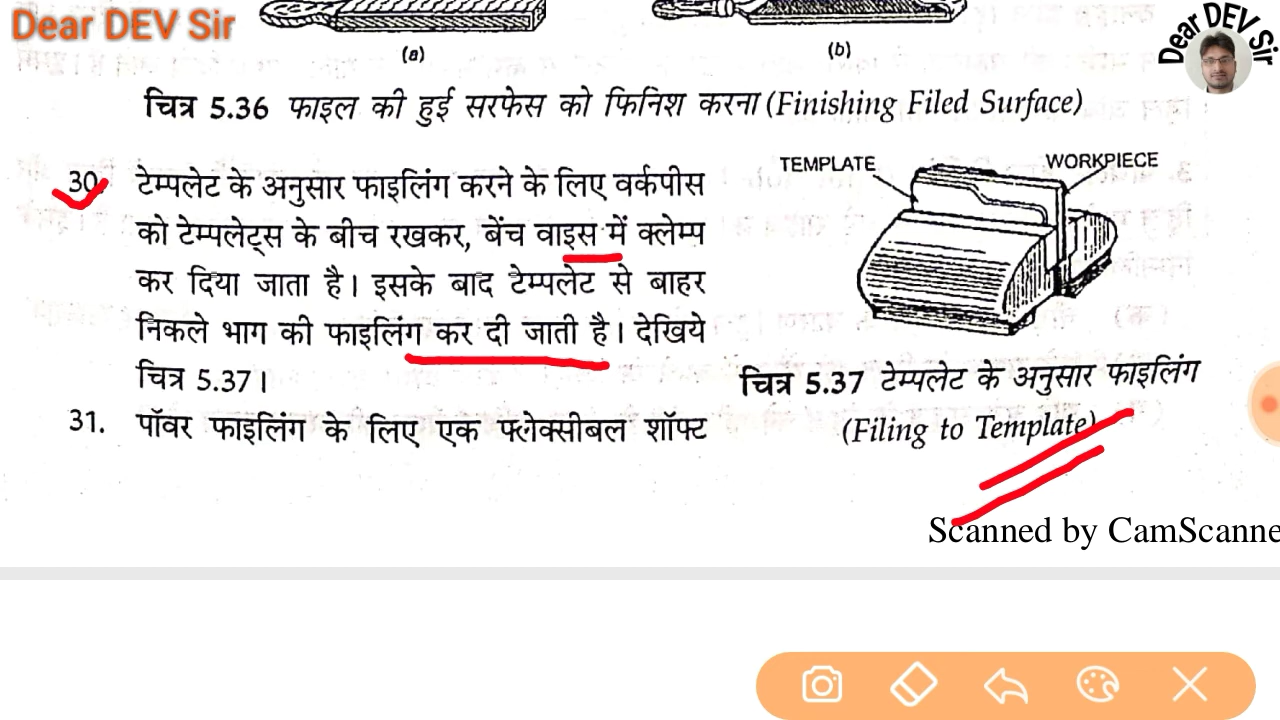 Dear DEV Sir
Dear DEV Sir
(a)
(b)
चित्र 5.36 फाइल की हुई सरफेस को फिनिश करना (Finishing Filed Surface)
30. टेम्पलेट के अनुसार फाइलिंग करने के लिए वर्कपीस
को टेम्पलेट्स के बीच रखकर, बेंच वाइस में क्लेम्प
कर दिया जाता है। इसके बाद टेम्पलेट से बाहर
निकले भाग की फाइलिंग कर दी जाती है। देखिये
चित्र 5.37।
31. पॉवर फाइलिंग के लिए एक फ्लेक्सीबल शॉफ्ट
TEMPLATE
WORKPIECE
चित्र 5.37 टेम्पलेट के अनुसार फाइलिंग
(Filing to Template)
Scanned by CamScanne